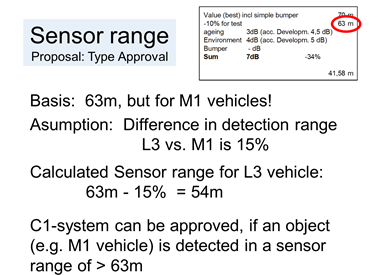 Sensor range
Proposal: Type Approval
Value (best) incl simple bumper 70 m
-10% for test 63 m
ageing 3dB (acc. Developm. 4,5 dB)
Environment 4dB (acc. Developm. 5 dB)
Bumper - dB
Sum 7dB -34%
41,58 m
Basis: 63m, but for M1 vehicles!
Asumption: Difference in detection range
L3 vs. M1 is 15%
Calculated Sensor range for L3 vehicle:
63m - 15% = 54m
C1-system can be approved, if an object
(e.g. M1 vehicle) is detected in a sensor
range of > 63m